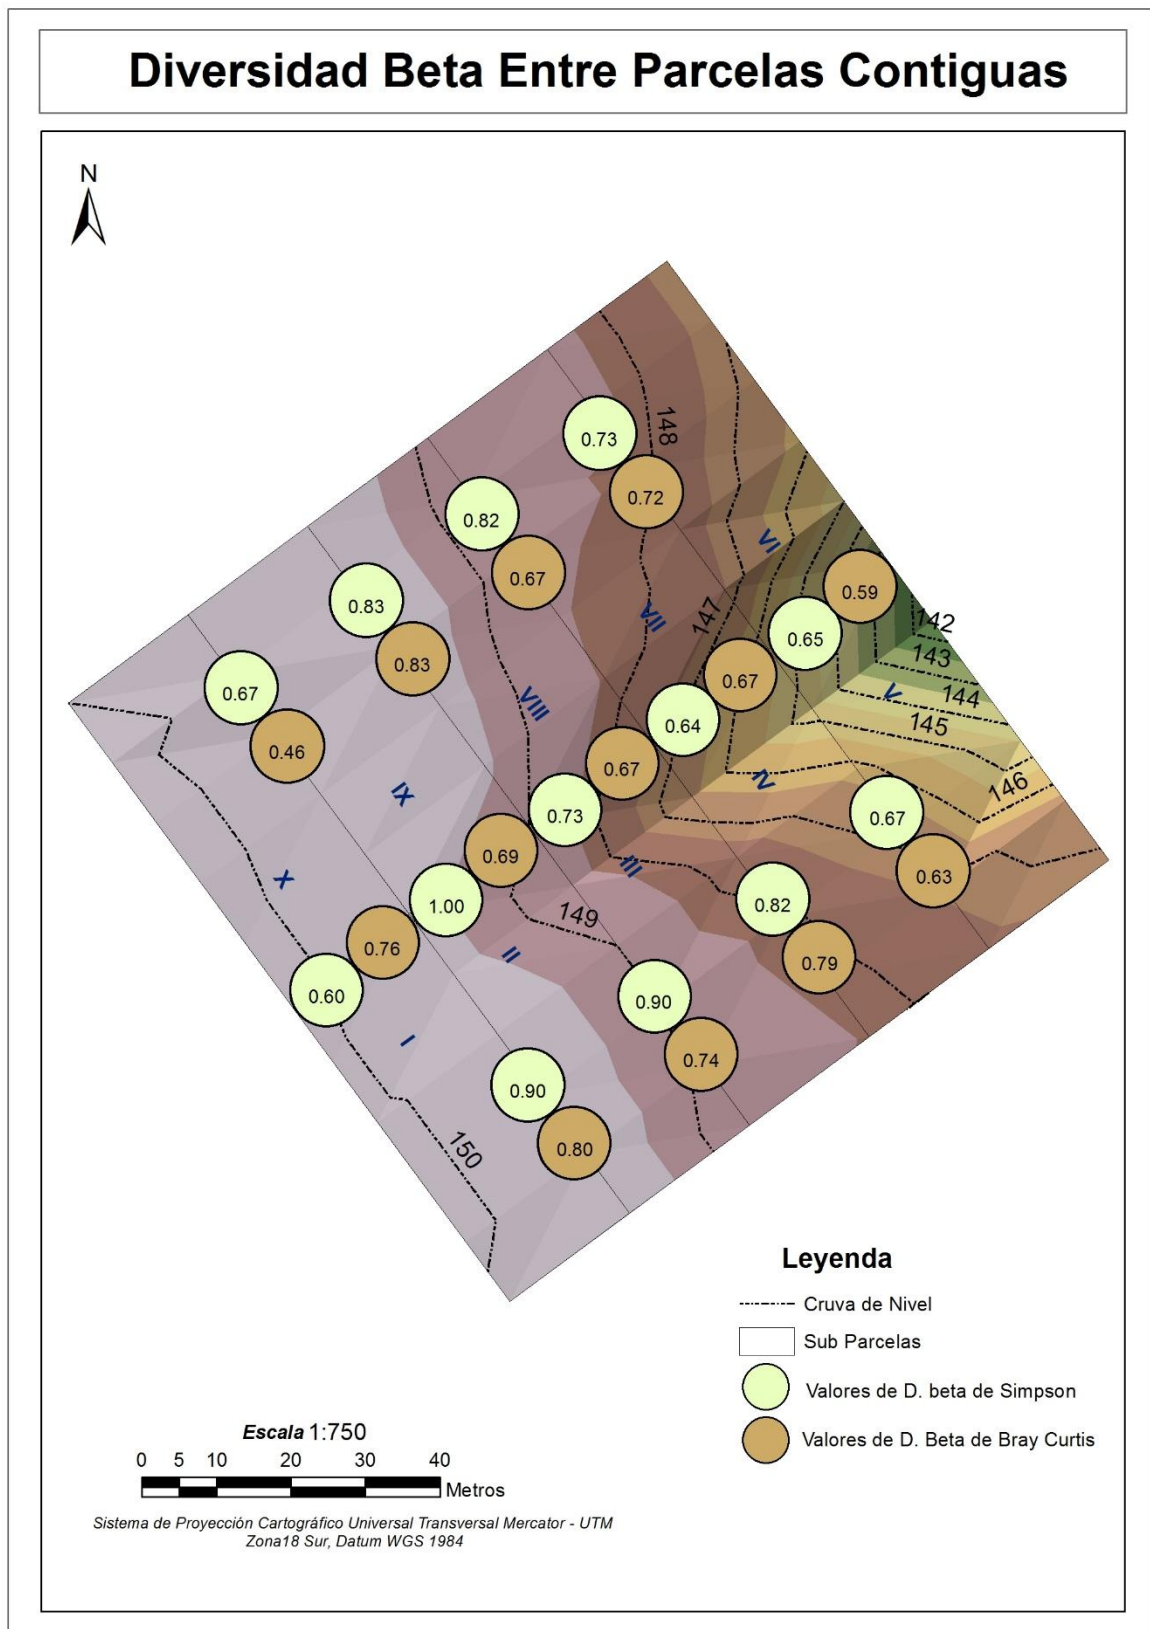 Diversidad Beta Entre Parcelas Contiguas
N
0.73
148
0.72
0.82
0.67
VI
0.59
142
0.83
0.83
VII
147
0.65
143
0.67
0.46
VIII
0.67
V
144
0.64
145
0.67
IV
146
IX
0.73
0.67
0.69
III
0.63
X
1.00
149
0.82
0.76
II
0.79
0.60
0.90
I
0.74
0.90
150
0.80
Leyenda
Cruva de Nivel
Sub Parcelas
Valores de D. beta de Simpson
Valores de D. Beta de Bray Curtis
Escala 1:750
0 5 10 20 30 40
Metros
Sistema de Proyección Cartográfico Universal Transversal Mercator - UTM
Zona18 Sur, Datum WGS 1984